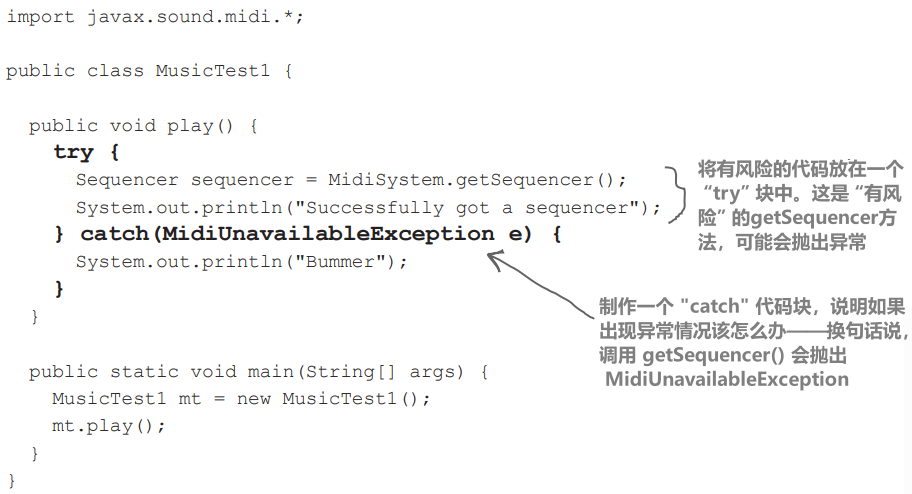 import javax.sound.midi.*;
public class MusicTest1 {
public void play() {
try {
Sequencer sequencer = MidiSystem.getSequencer();
System.out.println("Successfully got a sequencer");
} catch(MidiUnavailableException e) {
System.out.println("Bummer");
}
}
public static void main(String[] args) {
MusicTest1 mt = new MusicTest1();
mt.play();
}
}
将有风险的代码放在一个
“try” 块中。这是 “有风
险” 的getSequencer方
法，可能会抛出异常
制作一个 "catch" 代码块，说明如果
出现异常情况该怎么办——换句话说，
调用 getSequencer() 会抛出
MidiUnavailableException